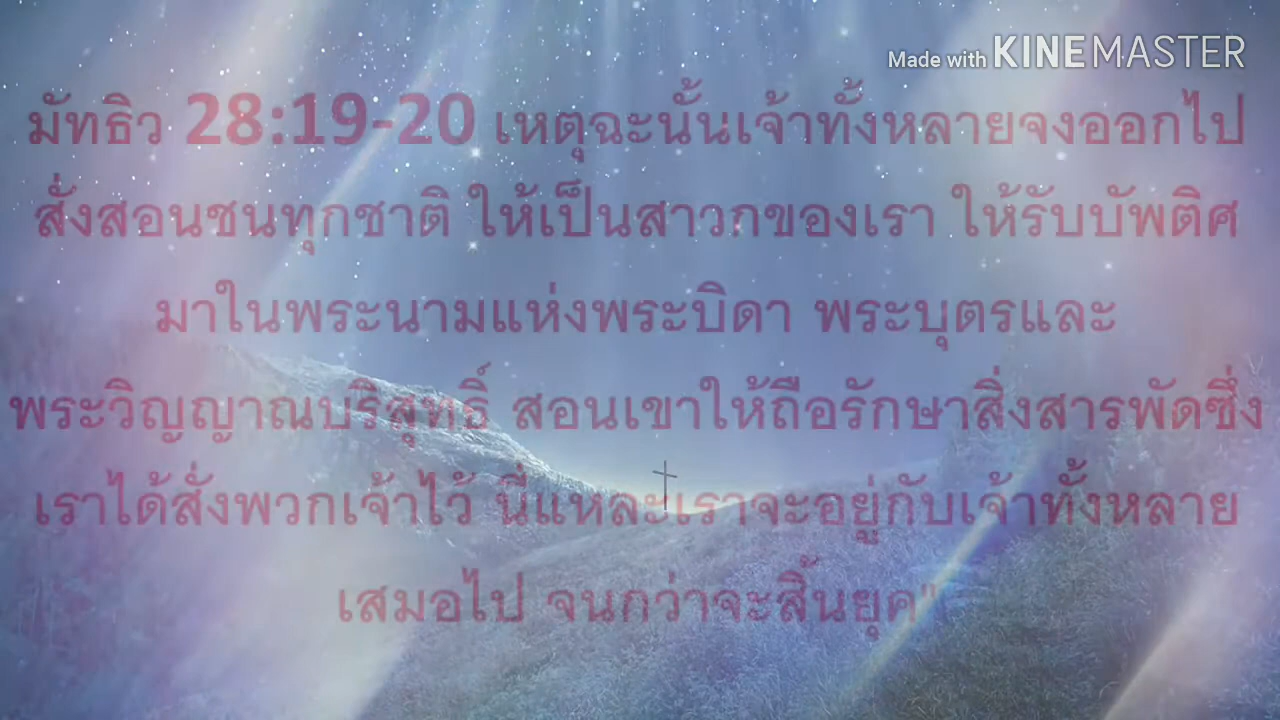 Made with KINEMASTER
มัทธิว 28:19-20 เหตุฉะนั้นเจ้าทั้งหลายจงออกไป
สั่งสอนชนทุกชาติ ให้เป็นสาวกของเรา ให้รับบัพติศ
มาในพระนามแห่งพระบิดา พระบุตรและ
พระวิญญาณบริสุทธิ์ สอนเขาให้ถือรักษาสิ่งสารพัดซึ่ง
เราได้สั่งพวกเจ้าไว้ นี่แหละเราจะอยู่กับเจ้าทั้งหลาย
เสมอไป จนกว่าจะสิ้นยุค"